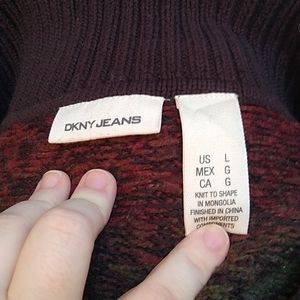 DKNY JEANS
US L
MEX G
CA G
KNIT TO SHAPE
IN MONGOLIA
FINISHED IN CHINA
WITH IMPORTED
COMPONENTS